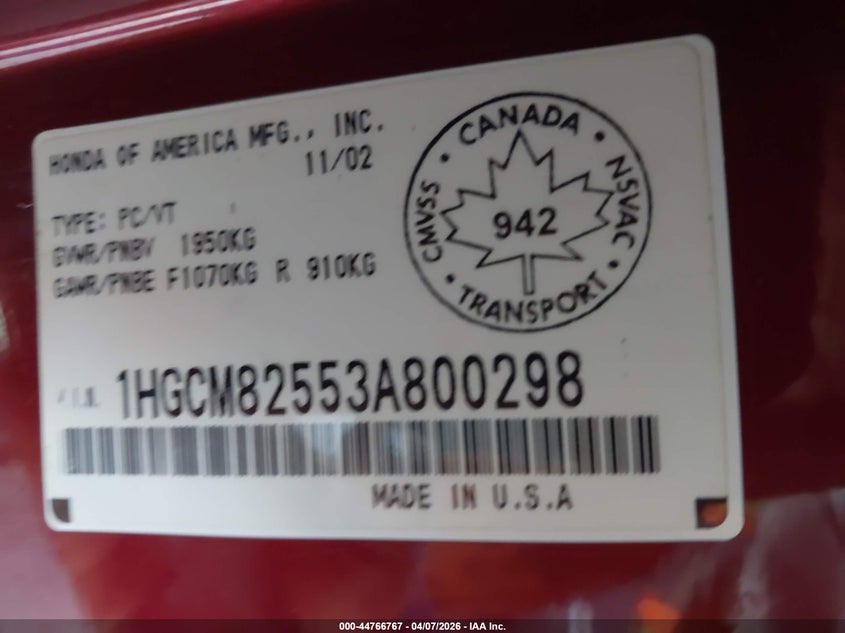 HONDA OF AMERICA MFG., INC.
11/02
TYPE: PC/VT
GVWR/PNBV 1950KG
GAWR/PNBE F1070KG R 910KG
CANADA
CMVSS
NSVAC
942
TRANSPORT
V.I.N. 1HGCM82553A800298
MADE IN U.S.A
000-44766767 - 04/07/2026 - IAA Inc.